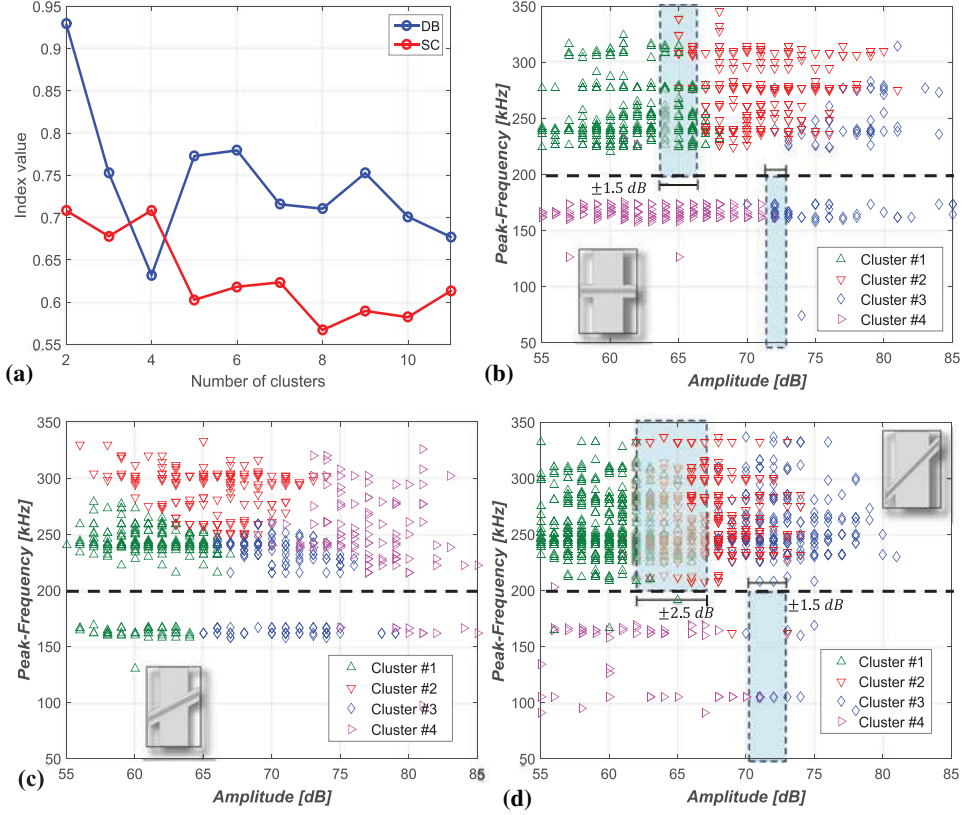 0.95
0.9
0.85
0.8
0.75
0.7
0.65
0.6
0.55
Index value
2
4
6
8
10
Number of clusters
DB
SC
(a)
350
300
250
200
150
100
50
Peak-Frequency [kHz]
55
60
65
70
75
80
85
Amplitude [dB]
±1.5 dB
Cluster #1
Cluster #2
Cluster #3
Cluster #4
(b)
350
300
250
200
150
100
50
Peak-Frequency [kHz]
55
60
65
70
75
80
85
Amplitude [dB]
Cluster #1
Cluster #2
Cluster #3
Cluster #4
(c)
350
300
250
200
150
100
50
Peak-Frequency [kHz]
55
60
65
70
75
80
85
Amplitude [dB]
±2.5 dB
±1.5 dB
Cluster #1
Cluster #2
Cluster #3
Cluster #4
(d)